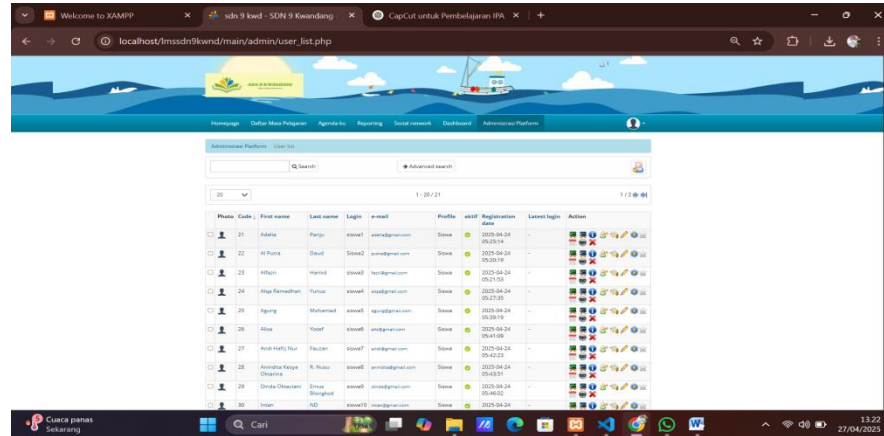 Welcome to XAMPP
sdn 9 kwd - SDN 9 Kwandang
CapCut untuk Pembelajaran IPA
localhost/lmssdn9kwnd/main/admin/user_list.php
Homepage Daftar Mata Pelajaran Agenda-ku Reporting Social network Dashboard Administrasi Platform
Administrasi Platform User list
Search Advanced search
20 1 - 20 / 21 1 / 2
Photo Code First name Last name Login e-mail Profile aktif Registration date Latest login Action
21 Adelia Panju siswa1 adelia@gmail.com Siswa 2025-04-24 05:25:14 -
22 Al Putra Daud Siswa2 putra@gmail.com Siswa 2025-04-24 05:20:19 -
23 Alfajri Hamid siswa3 fajri@gmail.com Siswa 2025-04-24 05:21:53 -
24 Alqa Ramadhan Yunus siswa4 alqa@gmail.com Siswa 2025-04-24 05:27:35 -
25 Agung Mohamad siswa5 agung@gmail.com Siswa 2025-04-24 05:39:19 -
26 Alisa Yosef siswa6 Siswa 2025-04-24 05:41:09 -
27 Andi Hafiz Nur Fauzan siswa7 andi@gmail.com Siswa 2025-04-24 05:42:23 -
28 Anindita Keisya Oktarina R. Nusu siswa8 anindita@gmail.com Siswa 2025-04-24 05:43:51 -
29 Dinda Oktaviani Ernus Blongkod siswa9 dinda@gmail.com Siswa 2025-04-24 05:46:02 -
30 Intan ND siswa10 intan@gmail.com Siswa 2025-04-24 -
Cuaca panas
Sekarang
Cari
13.22
27/04/2025